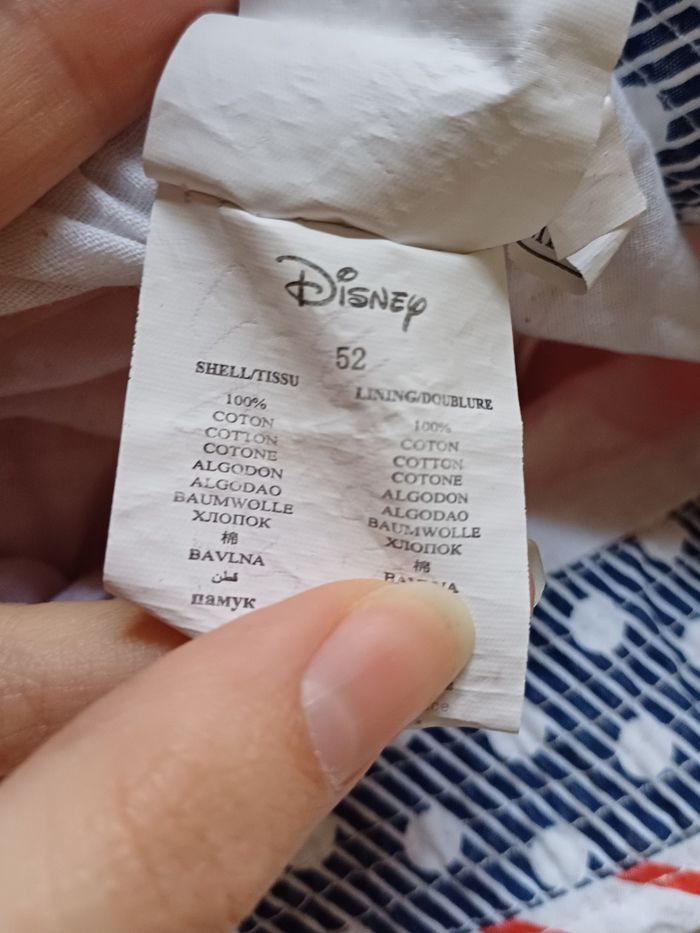 Disney
52
SHELL/TISSU
100%
COTON
COTTON
COTONE
ALGODON
ALGODAO
BAUMWOLLE
ХЛОПОК
棉
BAVLNA
قطن
памук
LINING/DOUBLURE
100%
COTON
COTTON
COTONE
ALGODON
ALGODAO
BAUMWOLLE
ХЛОПОК
棉